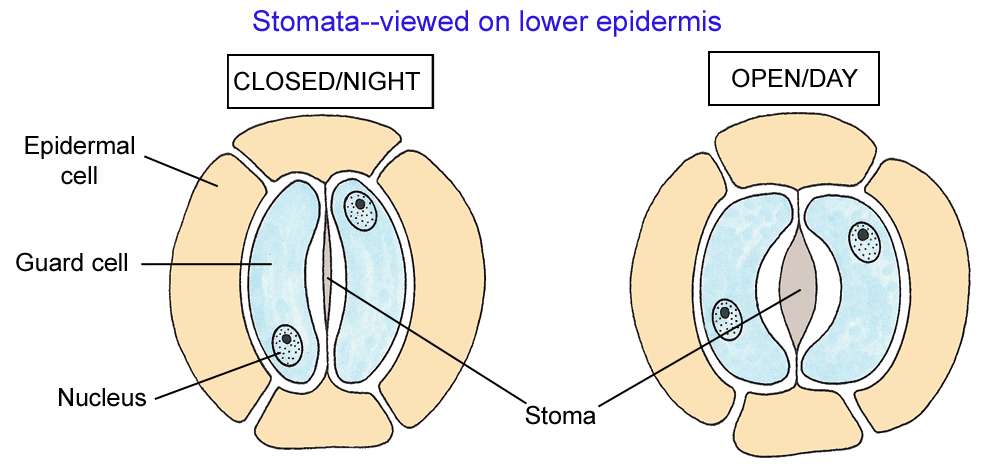 Stomata--viewed on lower epidermis
CLOSED/NIGHT
OPEN/DAY
Epidermal
cell
Guard cell
Nucleus
Stoma